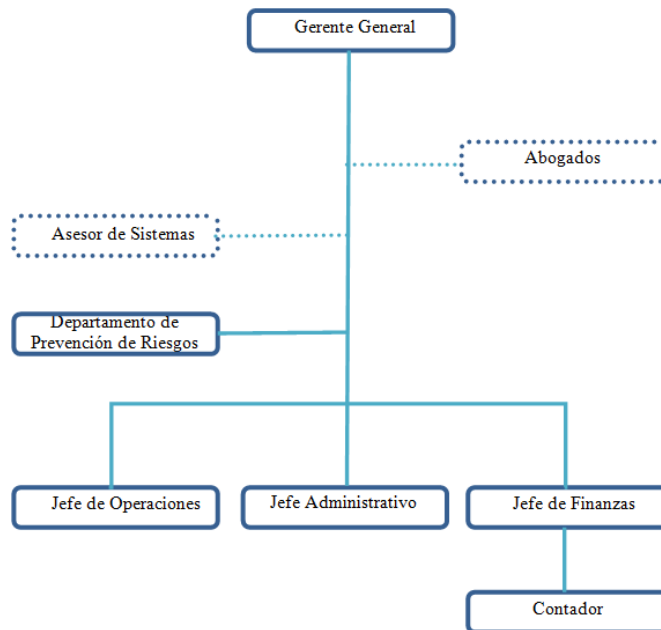 Gerente General
Abogados
Asesor de Sistemas
Departamento de
Prevención de Riesgos
Jefe de Operaciones
Jefe Administrativo
Jefe de Finanzas
Contador